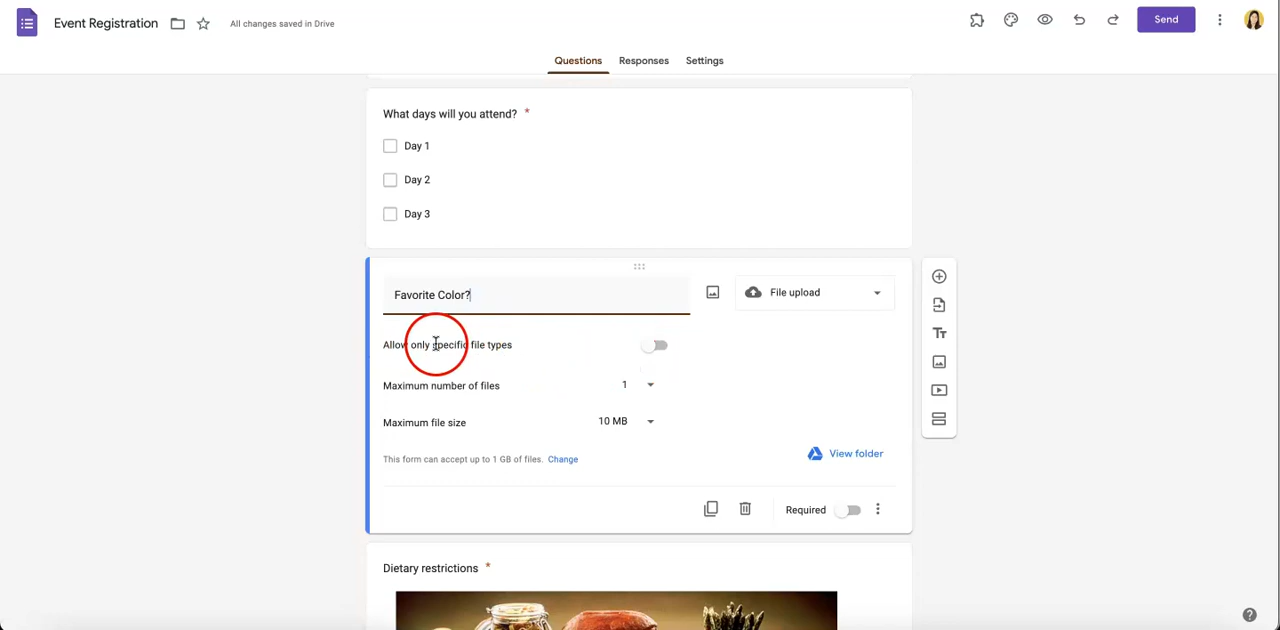 Event Registration
All changes saved in Drive
Send
Questions
Responses
Settings
What days will you attend? *
Day 1
Day 2
Day 3
Favorite Color?
File upload
Allow only specific file types
Maximum number of files
1
Maximum file size
10 MB
This form can accept up to 1 GB of files. Change
View folder
Required
Dietary restrictions *